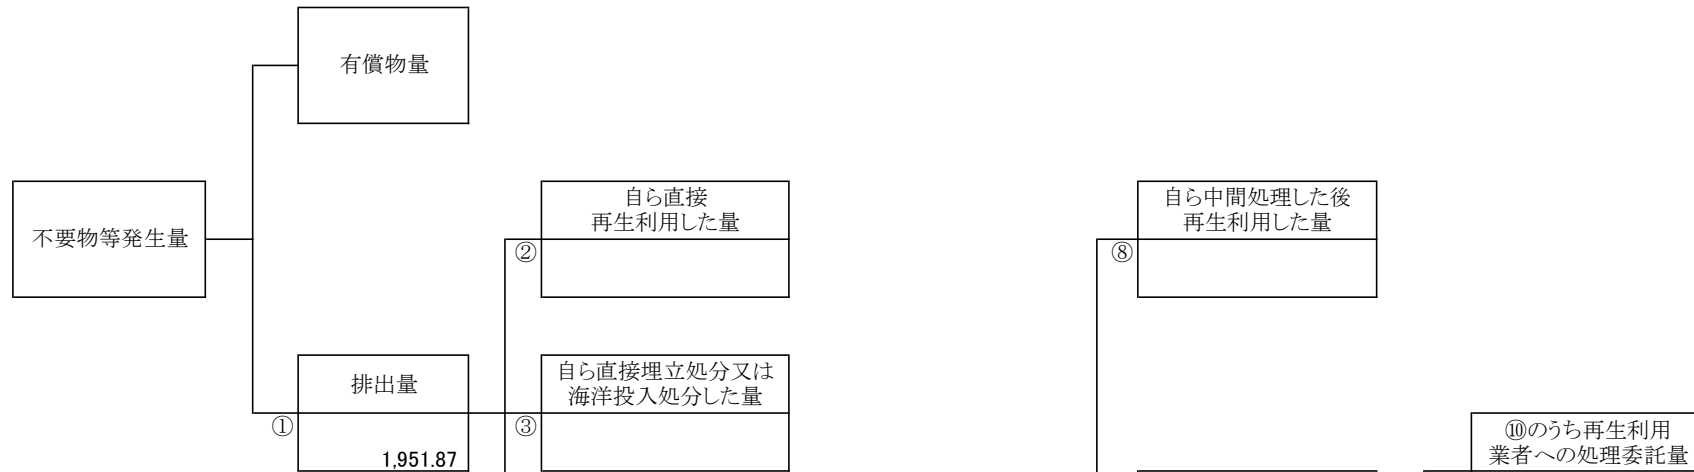 有償物量
不要物等発生量
自ら直接
再生利用した量
②
自ら中間処理した後
再生利用した量
⑧
排出量
①
1,951.87
自ら直接埋立処分又は
海洋投入処分した量
③
⑩のうち再生利用
業者への処理委託量